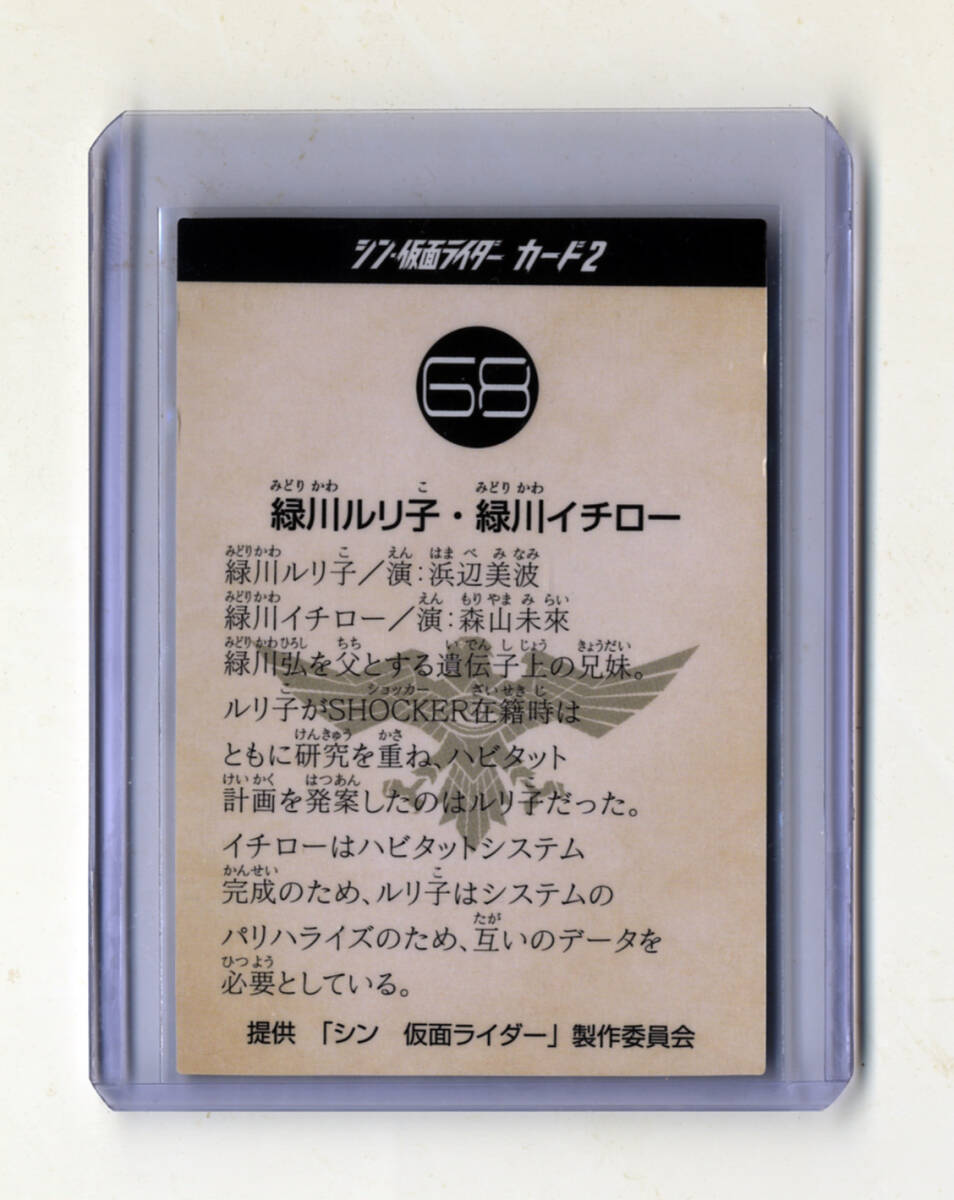 シン・仮面ライダー カード2
68
みどり かわ こ みどり かわ
緑川ルリ子・緑川イチロー
みどりかわ こ えん はま べ み なみ
緑川ルリ子／演：浜辺美波
みどりかわ えん もりやま み らい
緑川イチロー／演：森山未來
みどりかわひろし ちち い でん し じょう きょうだい
緑川弘を父とする遺伝子上の兄妹。
こ ショッカー ざいせき じ
ルリ子がSHOCKER在籍時は
けんきゅう かさ
ともに研究を重ね、ハビタット
けいかく はつあん
計画を発案したのはルリ子だった。
イチローはハビタットシステム
かんせい こ
完成のため、ルリ子はシステムの
たが
パリハライズのため、互いのデータを
ひつよう
必要としている。
提供 「シン 仮面ライダー」製作委員会